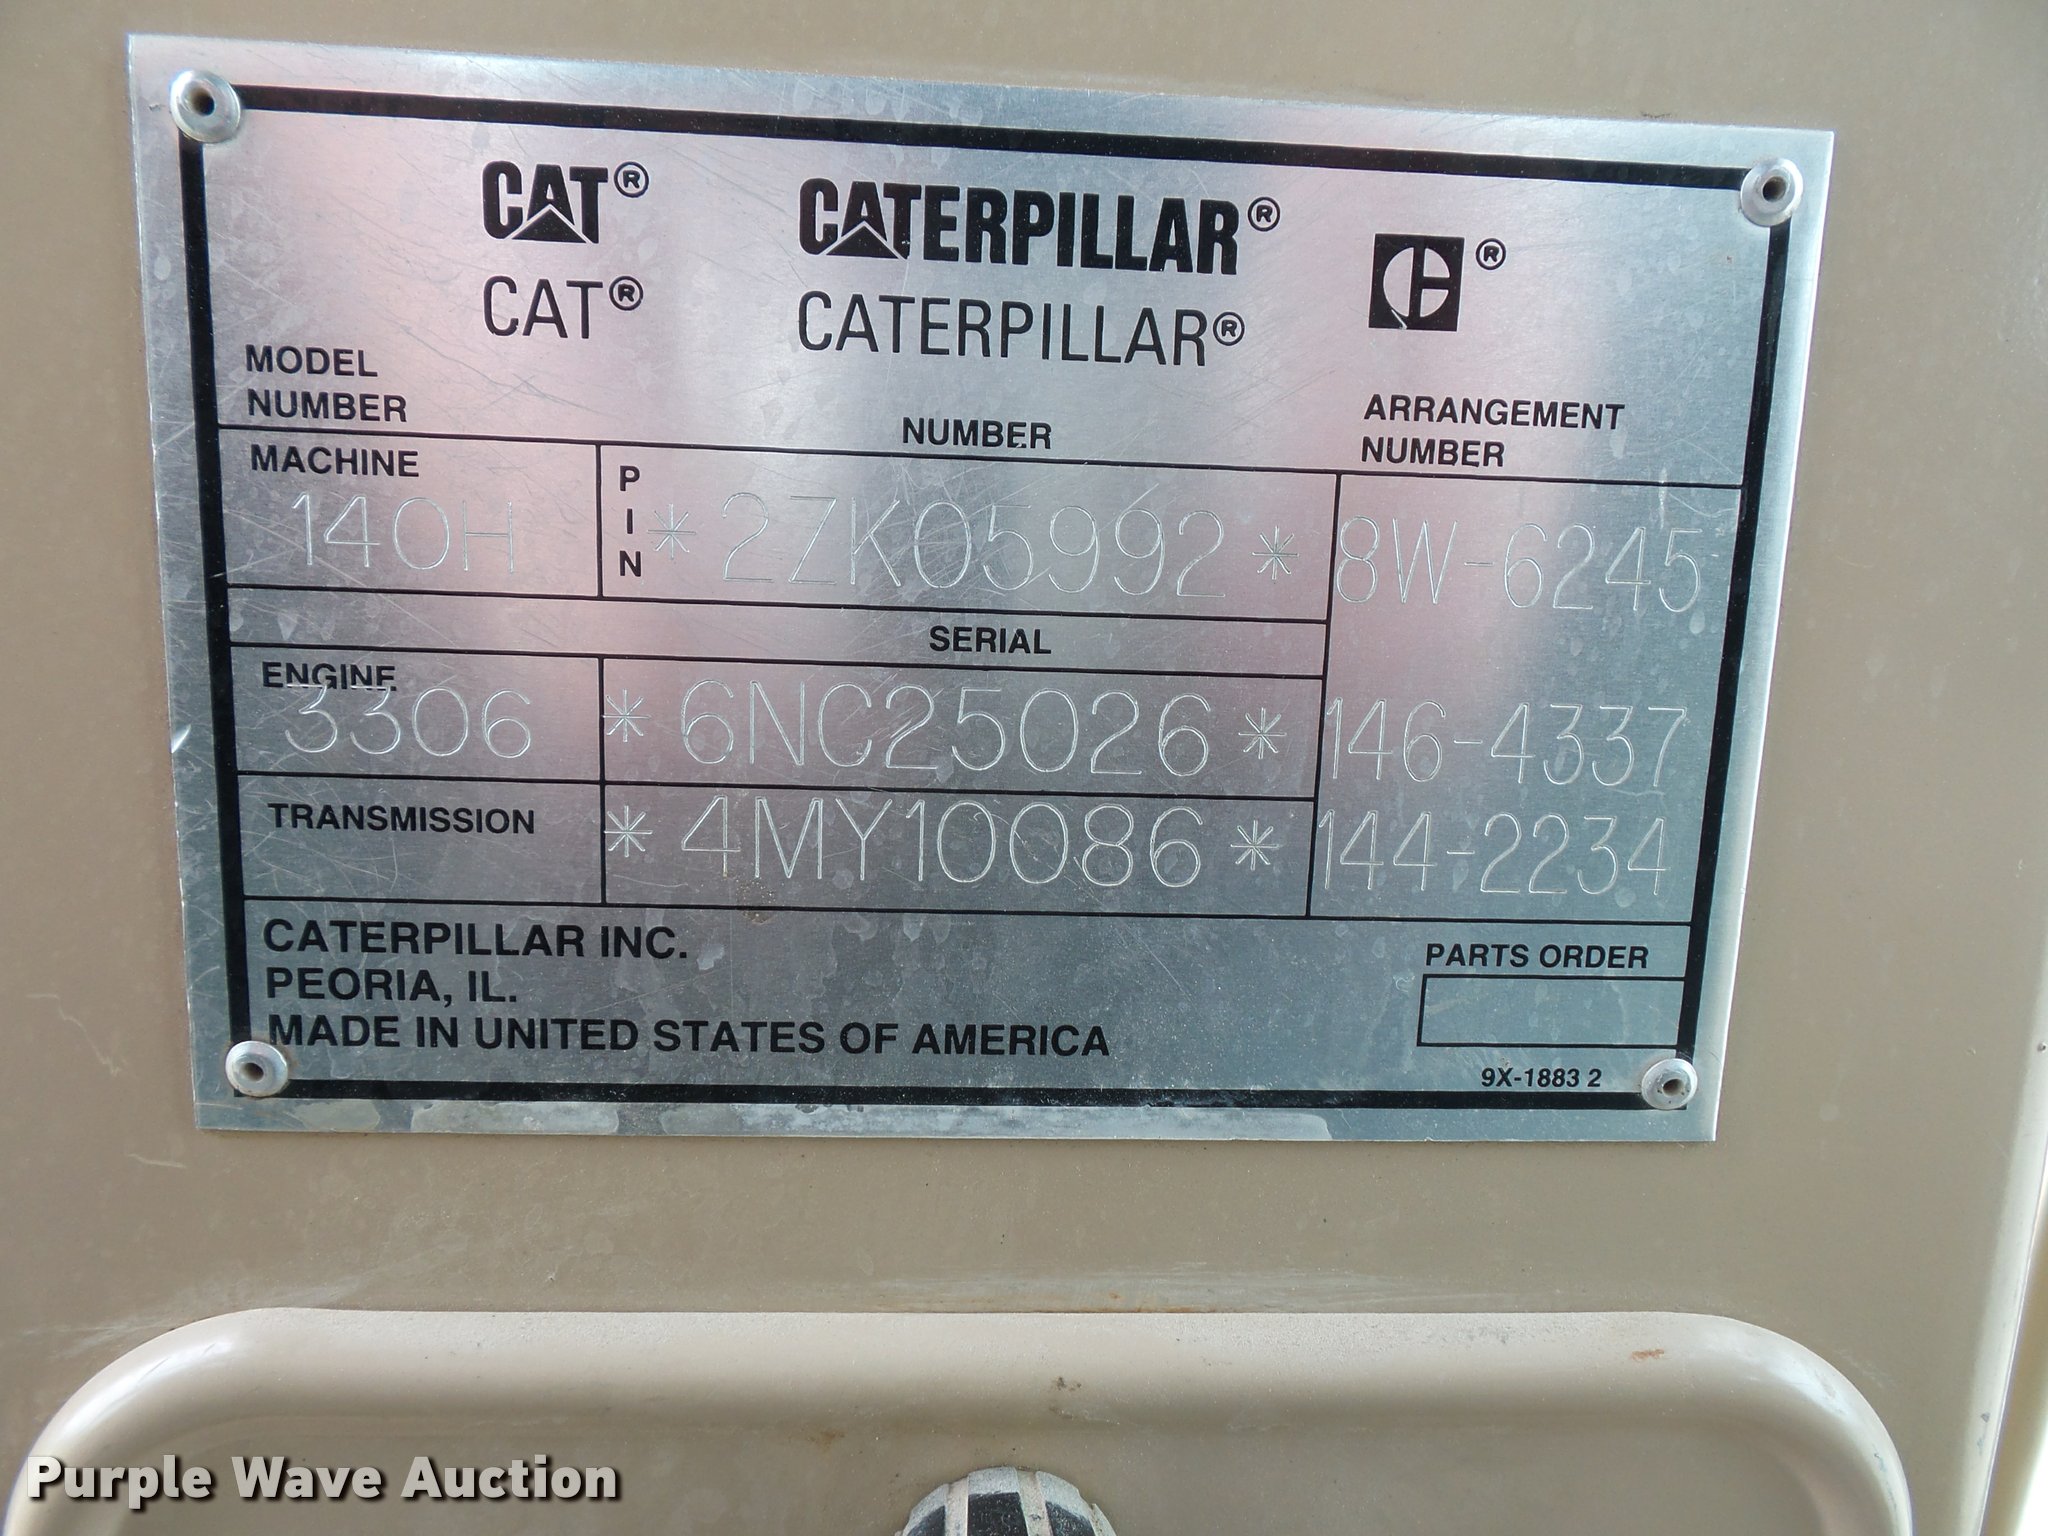 CAT® CATERPILLAR®
CAT® CATERPILLAR® ®
MODEL
NUMBER NUMBER ARRANGEMENT
NUMBER
MACHINE
140H PIN *2ZK05992* 8W-6245
SERIAL
ENGINE
3306 *6NC25026* 146-4337
TRANSMISSION *4MY10086* 144-2234
CATERPILLAR INC.
PEORIA, IL.
MADE IN UNITED STATES OF AMERICA
PARTS ORDER
9X-1883 2
Purple Wave Auction